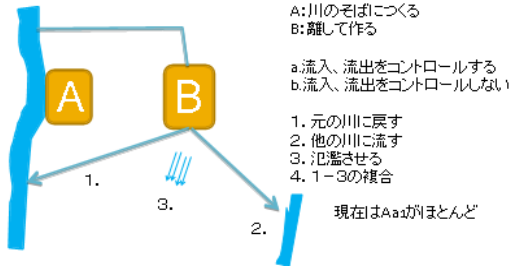 A:川のそばにつくる
B:離して作る
a.流入、流出をコントロールする
b.流入、流出をコントロールしない
1. 元の川に戻す
2. 他の川に流す
3. 氾濫させる
4. 1-3の複合
現在はAa1がほとんど
A
B
1.
3.
2.